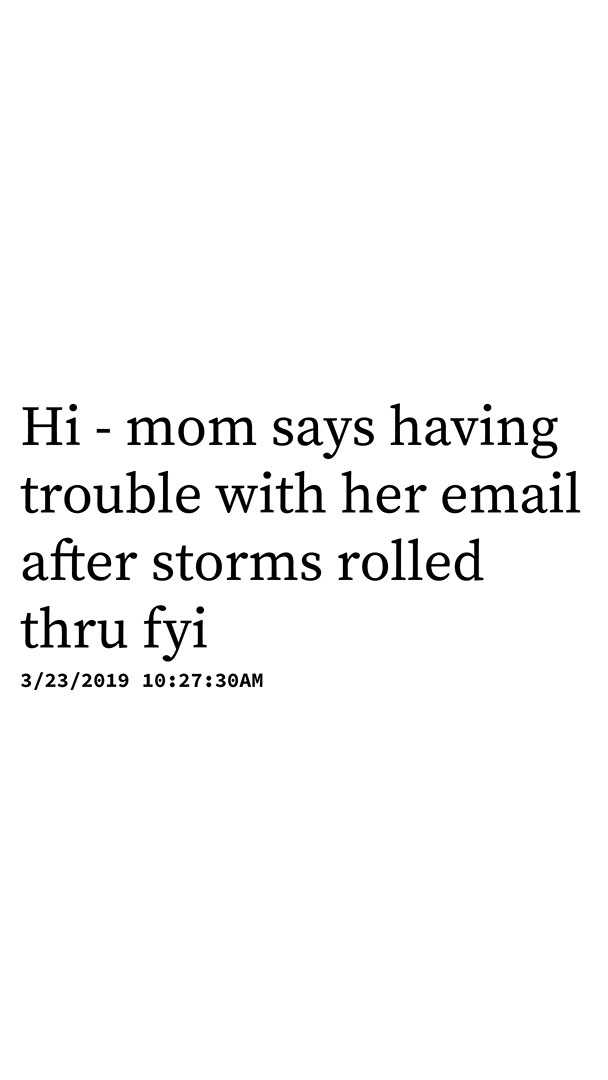 Hi - mom says having
trouble with her email
after storms rolled
thru fyi
3/23/2019 10:27:30AM